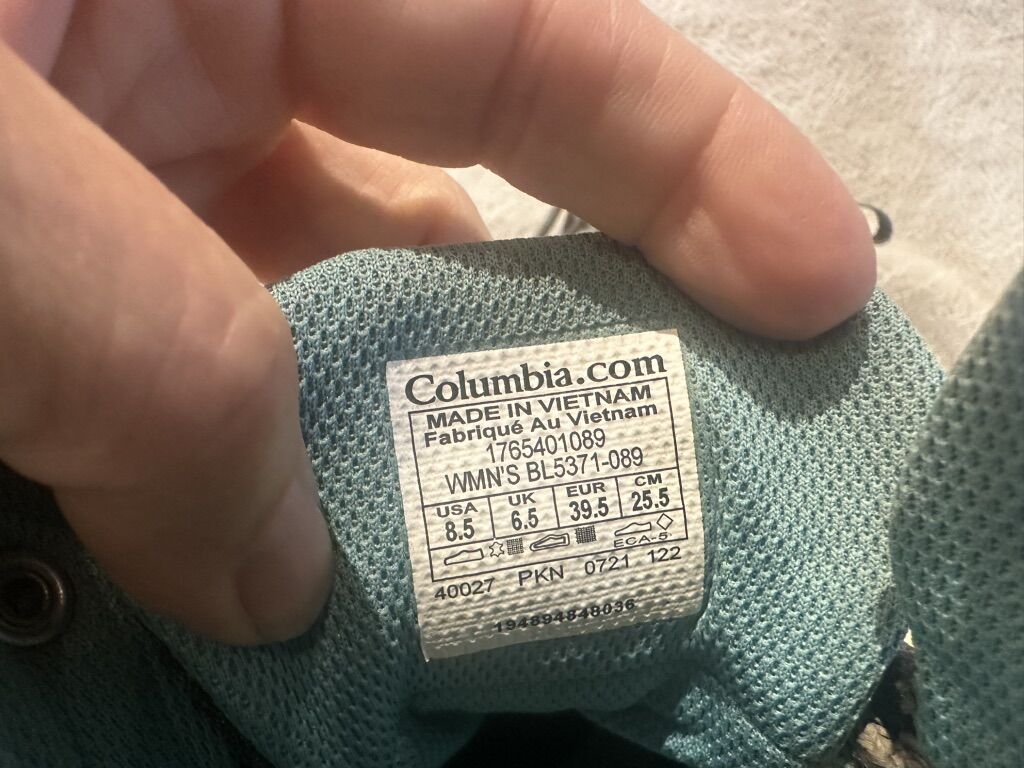 Columbia.com
MADE IN VIETNAM
Fabriqué Au Vietnam
1765401089
WMN'S BL5371-089
USA UK EUR CM
8.5 6.5 39.5 25.5
ECA-5
40027 PKN 0721 122
194894848036